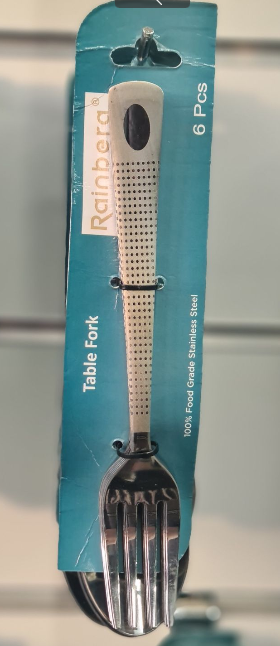 Rainberg®
6 Pcs
Table Fork
100% Food Grade Stainless Steel